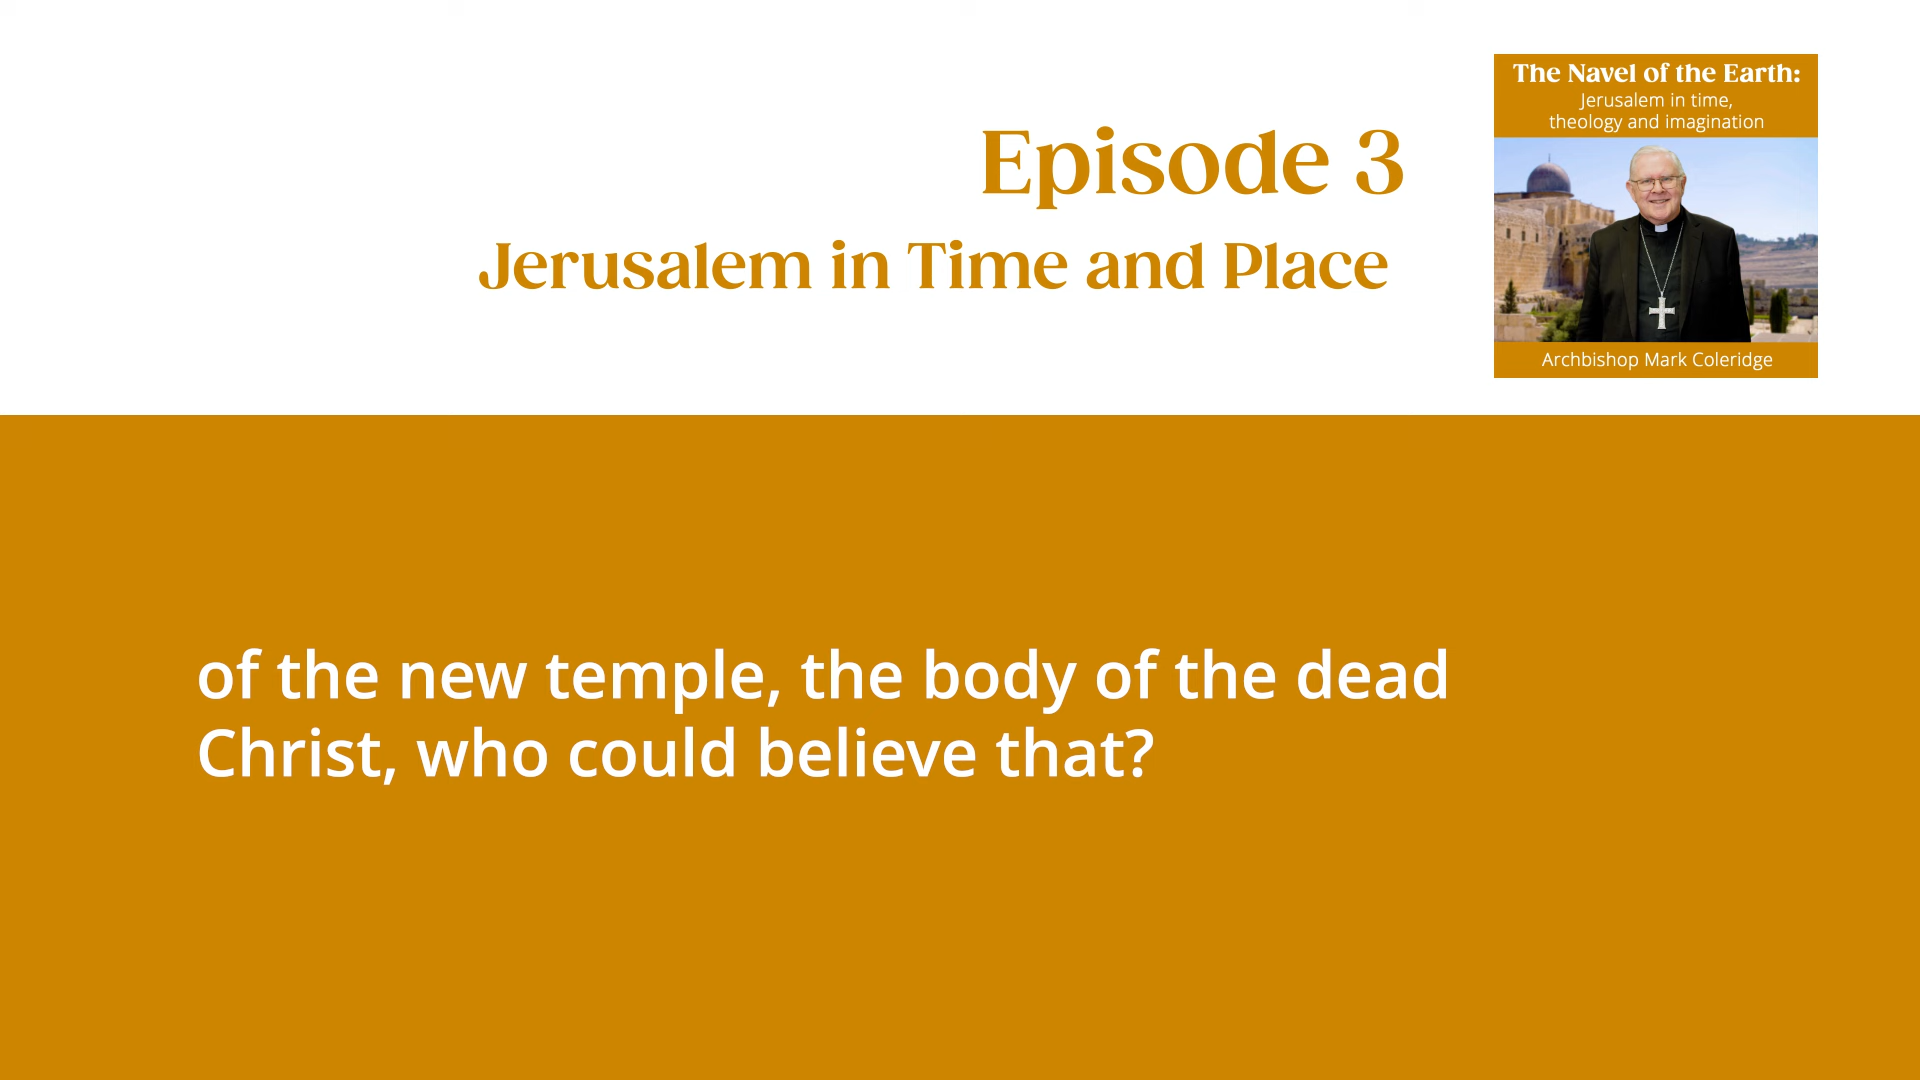 Episode 3
Jerusalem in Time and Place
The Navel of the Earth:
Jerusalem in time,
theology and imagination
Archbishop Mark Coleridge
of the new temple, the body of the dead
Christ, who could believe that?